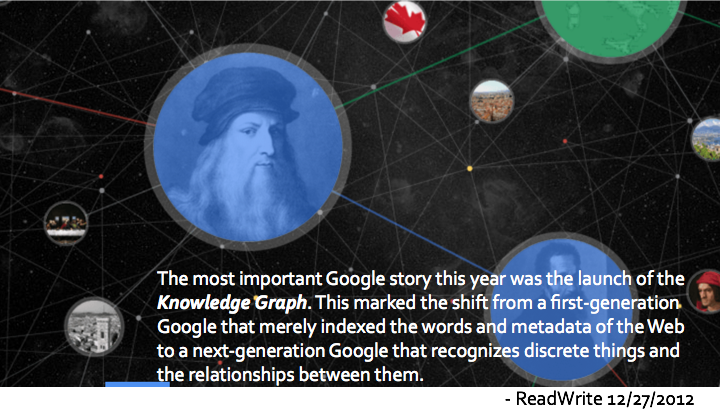 The most important Google story this year was the launch of the
Knowledge Graph. This marked the shift from a first-generation
Google that merely indexed the words and metadata of the Web
to a next-generation Google that recognizes discrete things and
the relationships between them.
- ReadWrite 12/27/2012